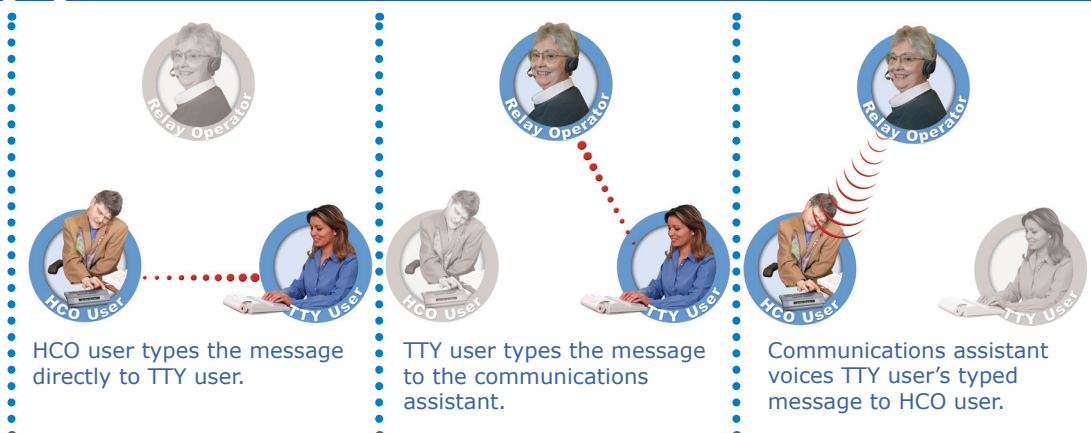 Relay Operator
HCO User
TTY User
HCO user types the message
directly to TTY user.
Relay Operator
HCO User
TTY User
TTY user types the message
to the communications
assistant.
Relay Operator
HCO User
TTY User
Communications assistant
voices TTY user’s typed
message to HCO user.